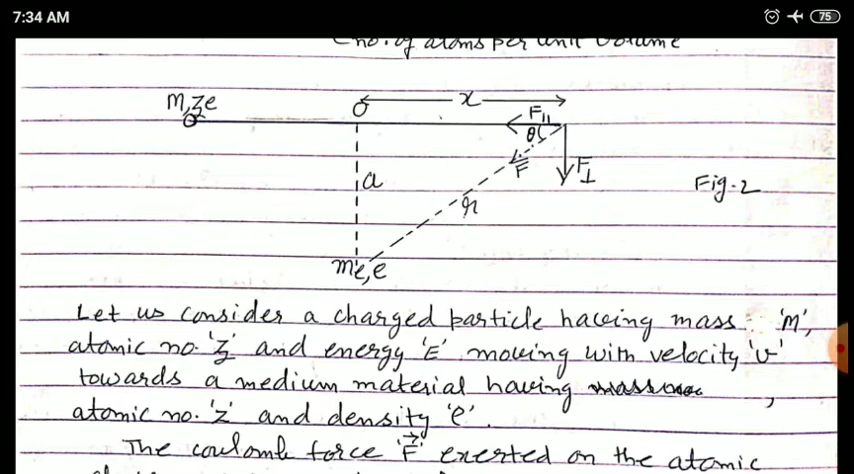 7:34 AM
75
(no. of atoms per unit volume
M, ze
O
x
F||
θ
F
F⊥
a
r
Fig-2
me, e
Let us consider a charged particle having mass 'M',
atomic no. 'z' and energy 'E' moving with velocity 'v'
towards a medium material having
atomic no. 'z' and density 'ρ'.
The coulomb force 'F' exerted on the atomic